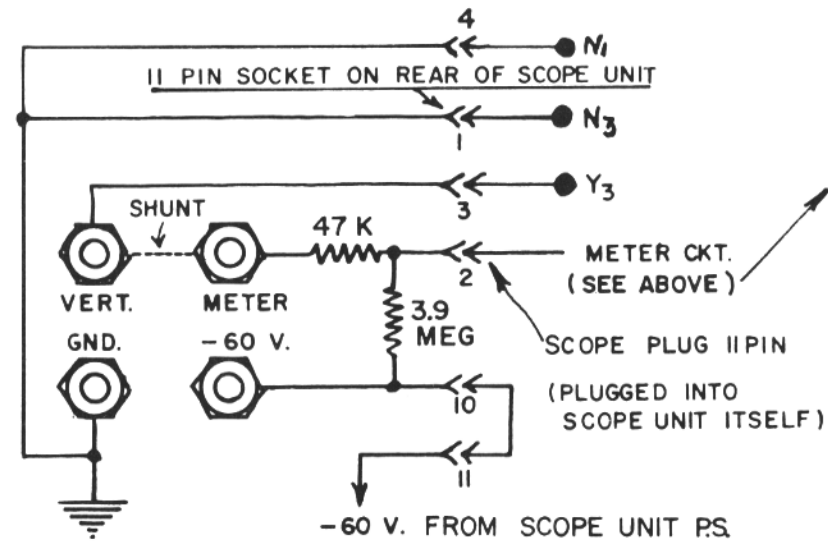 4
N1
11 PIN SOCKET ON REAR OF SCOPE UNIT
N3
1
Y3
3
SHUNT
47 K
2
METER CKT.
(SEE ABOVE)
VERT.
METER
3.9
MEG
GND.
-60 V.
SCOPE PLUG 11 PIN
10
(PLUGGED INTO
SCOPE UNIT ITSELF)
11
-60 V. FROM SCOPE UNIT P.S.